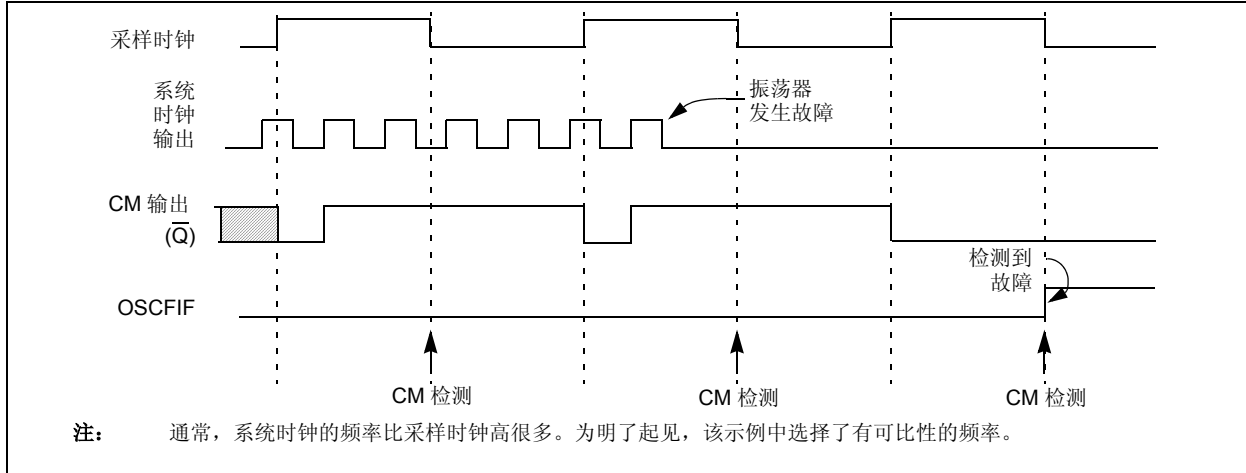 采样时钟
系统
时钟
输出
振荡器
发生故障
CM 输出
(Q̅)
检测到
故障
OSCFIF
CM 检测
CM 检测
CM 检测
注： 通常，系统时钟的频率比采样时钟高很多。为明了起见，该示例中选择了有可比性的频率。